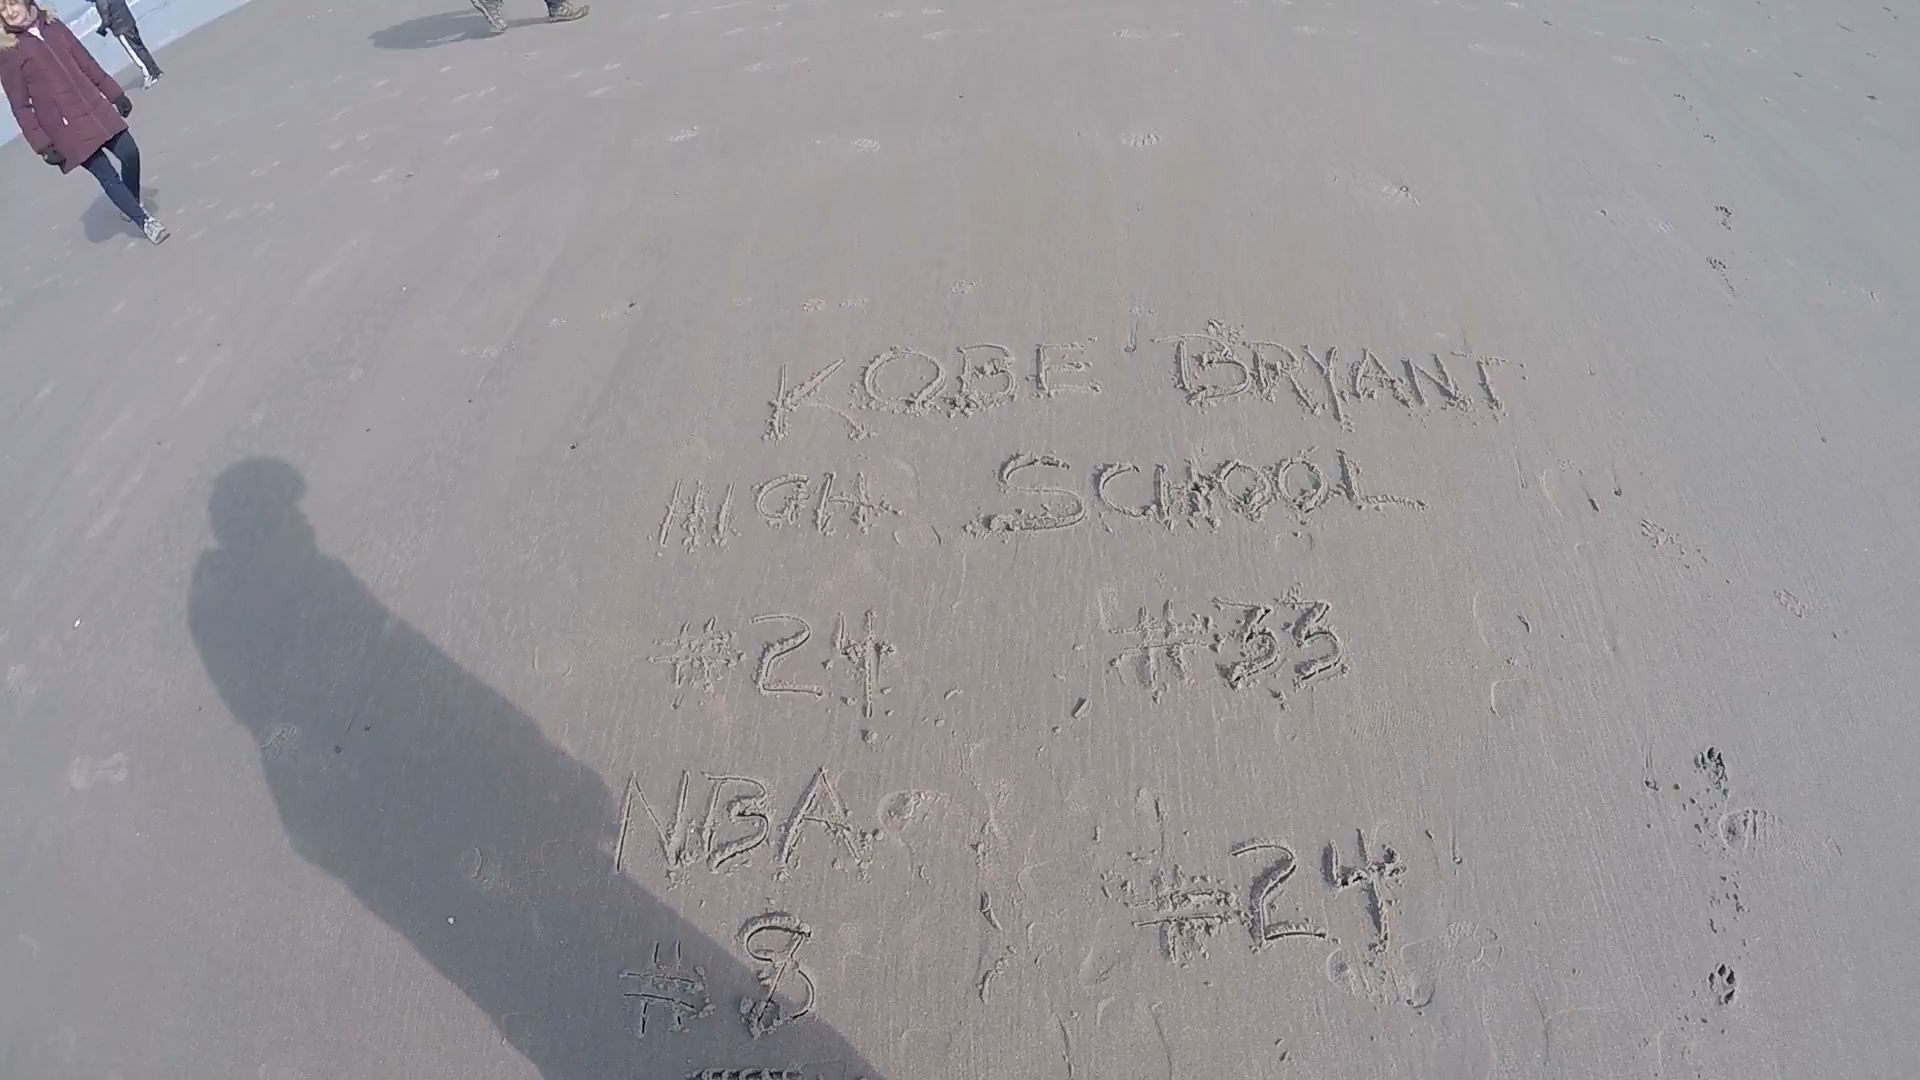 KOBE BRYANT
HIGH SCHOOL
#24 #33
NBA
#8 #24